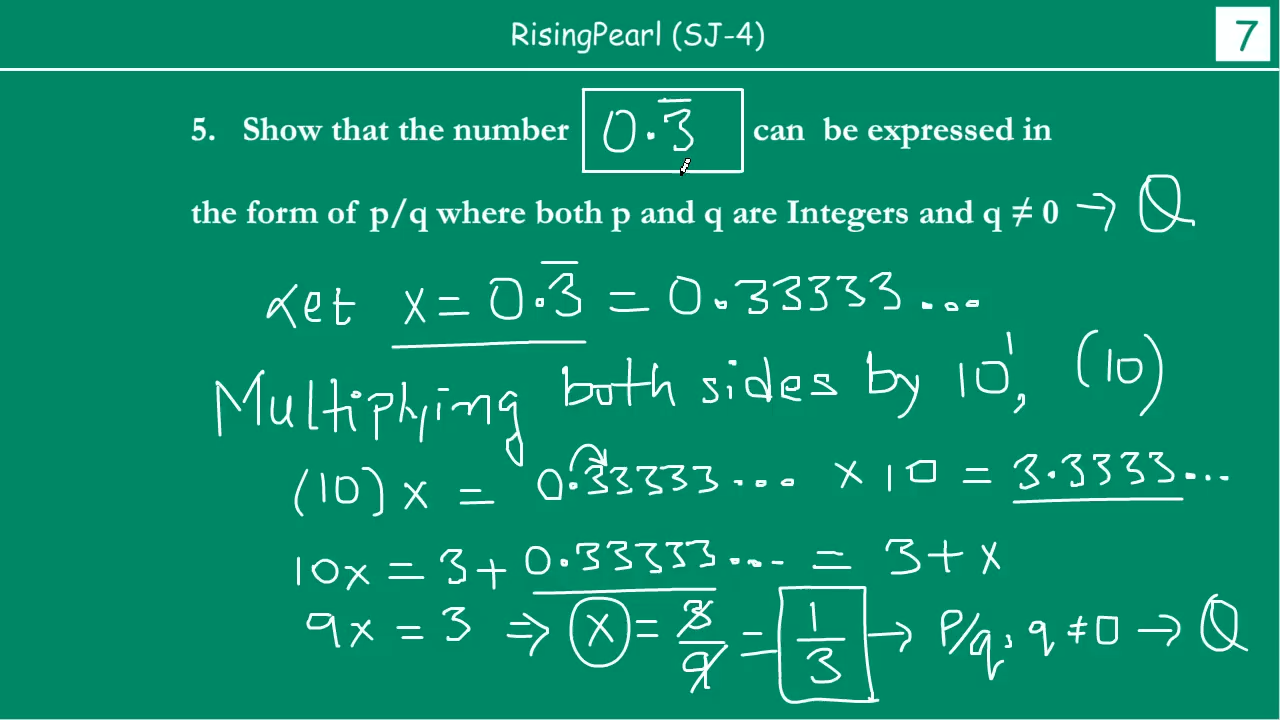 RisingPearl (SJ-4)
7
5. Show that the number 0.3̅ can be expressed in
the form of p/q where both p and q are Integers and q ≠ 0 → Q
Let x = 0.3̅ = 0.33333...
Multiplying both sides by 10¹, (10)
(10) x = 0.33333... × 10 = 3.3333...
10x = 3 + 0.33333... = 3 + x
9x = 3 ⇒ x = 3/9 = 1/3 → P/q, q ≠ 0 → Q